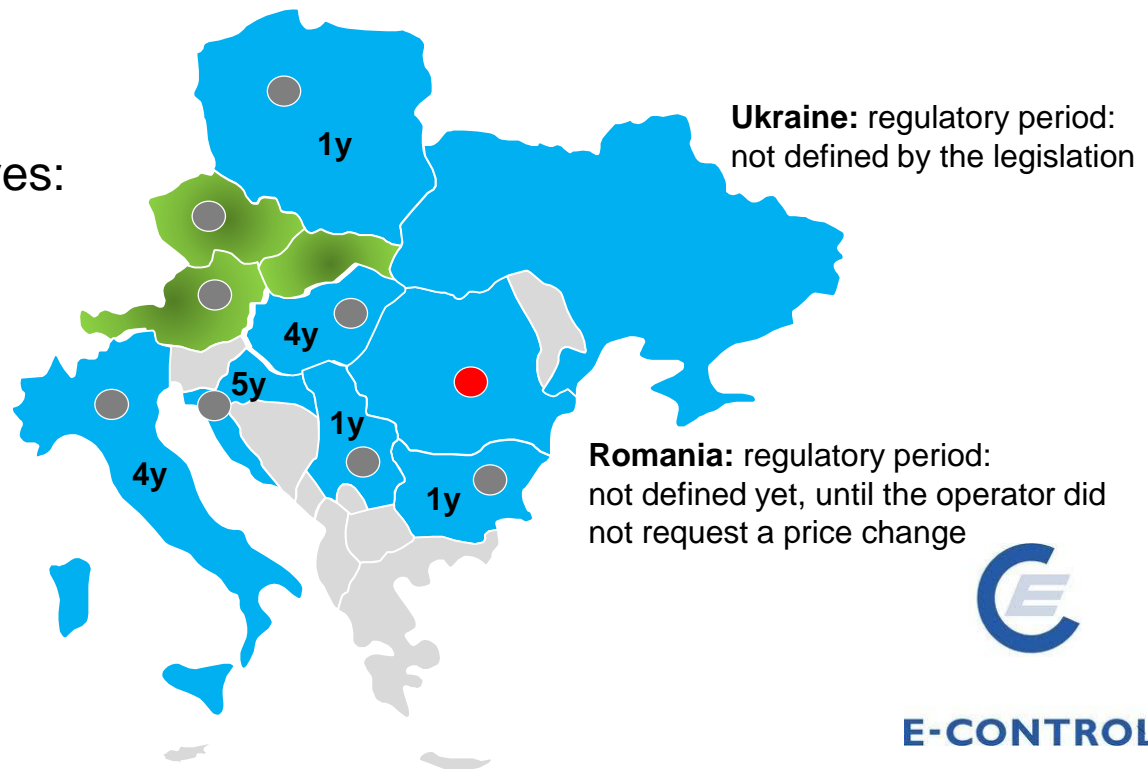 Ukraine: regulatory period:
not defined by the legislation
1y
4y
5y
1y
4y
1y
Romania: regulatory period:
not defined yet, until the operator did
not request a price change
CE
E-CONTROL